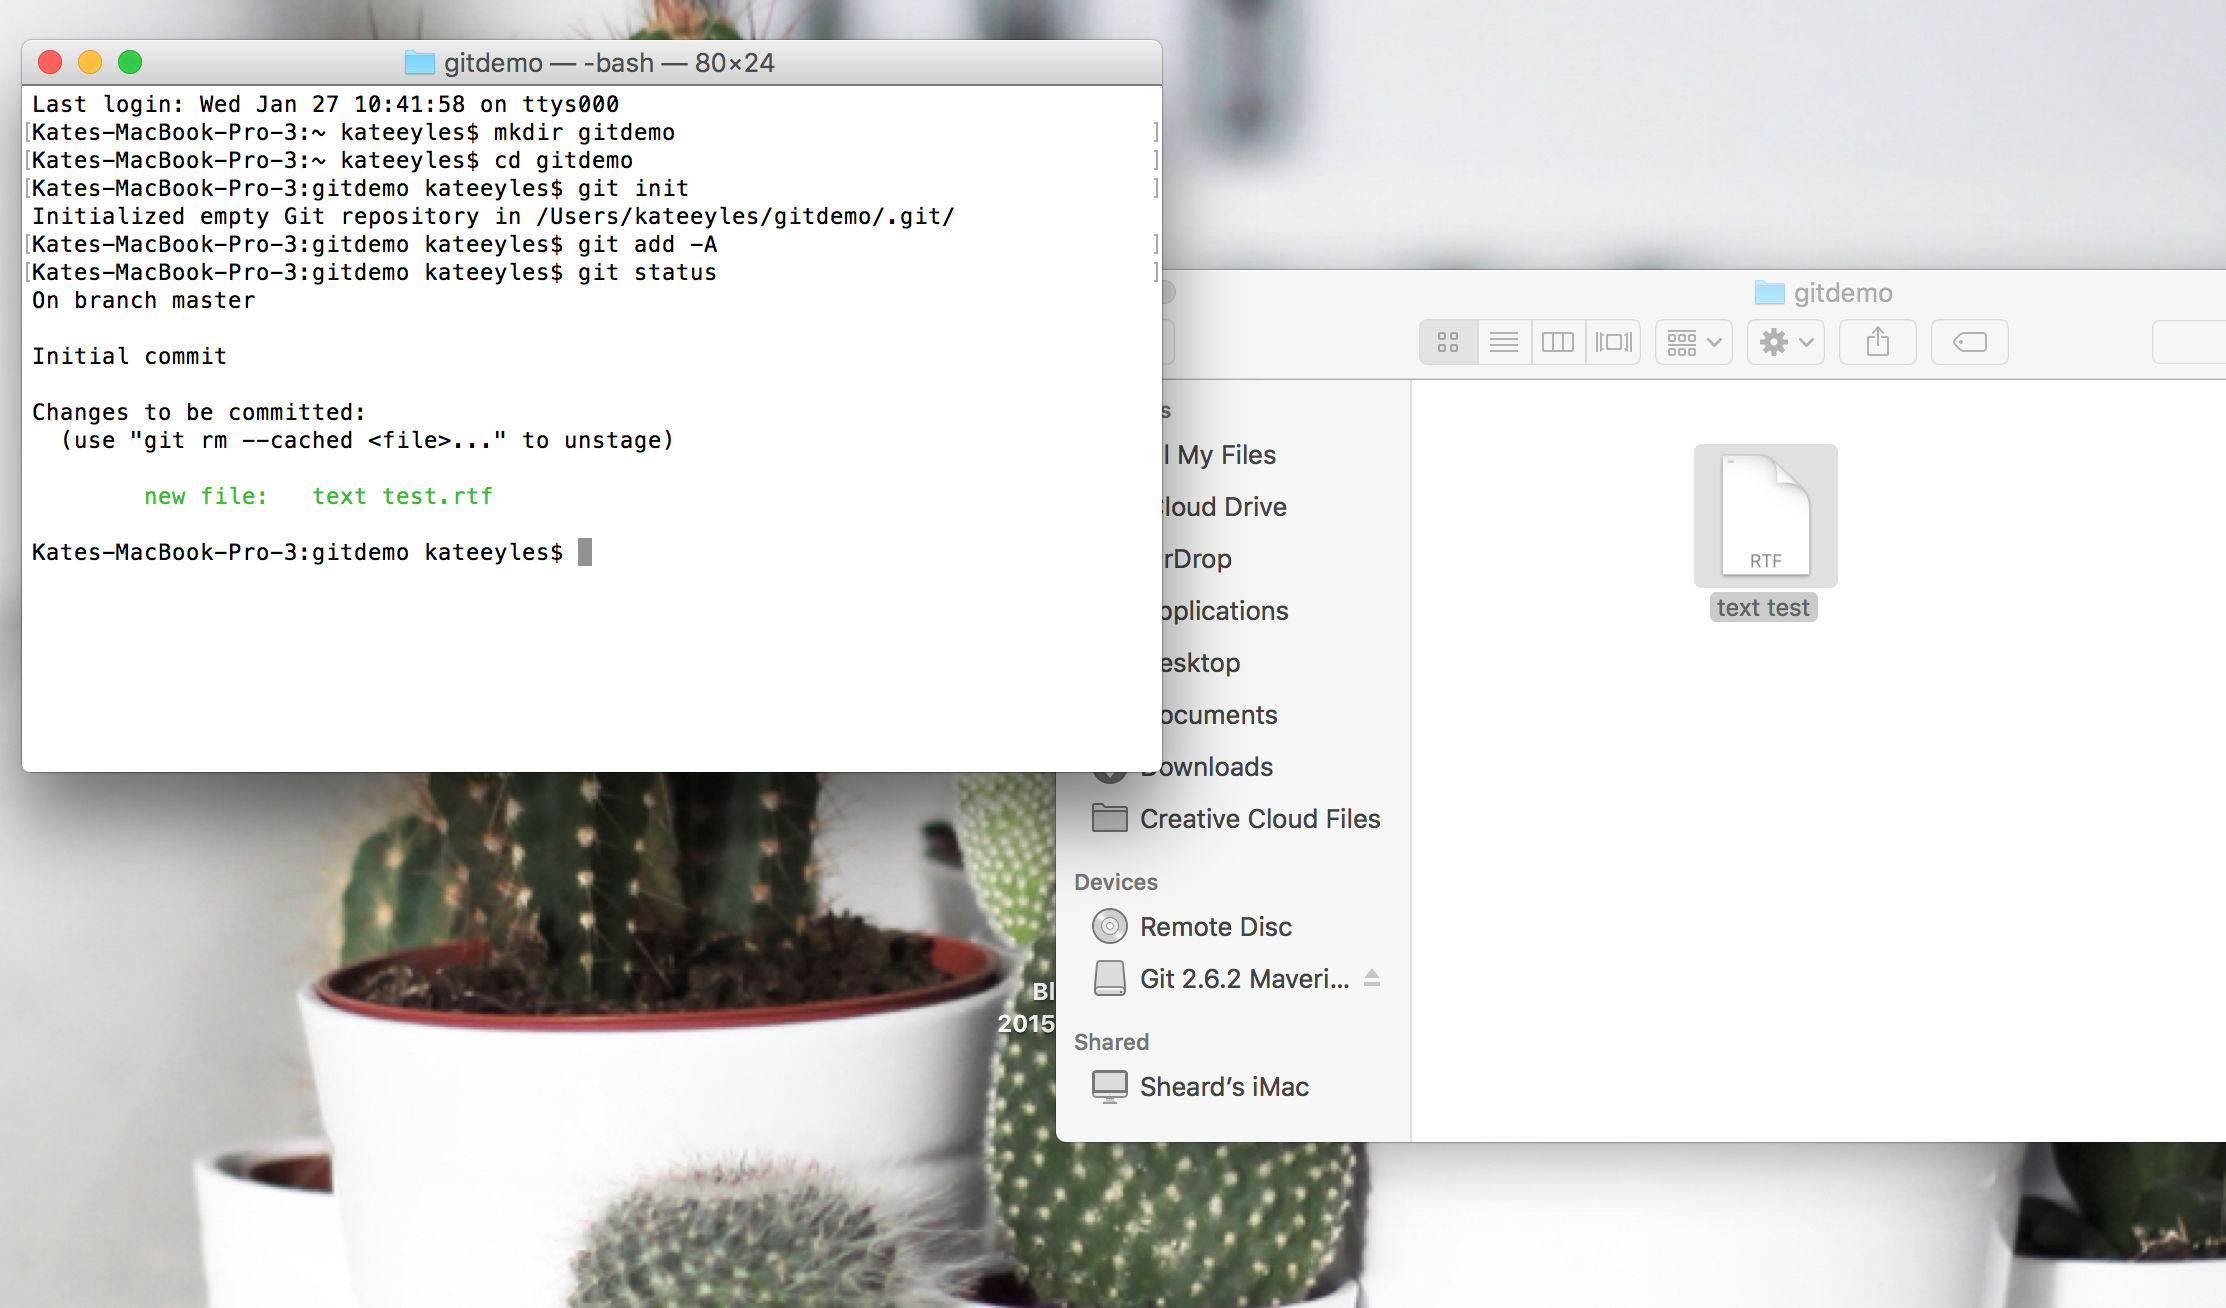 gitdemo — -bash — 80×24
Last login: Wed Jan 27 10:41:58 on ttys000
[Kates-MacBook-Pro-3:~ kateeyles$ mkdir gitdemo ]
[Kates-MacBook-Pro-3:~ kateeyles$ cd gitdemo ]
[Kates-MacBook-Pro-3:gitdemo kateeyles$ git init ]
Initialized empty Git repository in /Users/kateeyles/gitdemo/.git/
[Kates-MacBook-Pro-3:gitdemo kateeyles$ git add -A ]
[Kates-MacBook-Pro-3:gitdemo kateeyles$ git status ]
On branch master
Initial commit
Changes to be committed:
(use "git rm --cached <file>..." to unstage)
new file: text test.rtf
Kates-MacBook-Pro-3:gitdemo kateeyles$
gitdemo
s
l My Files
loud Drive
rDrop
pplications
esktop
ocuments
ownloads
Creative Cloud Files
Devices
Remote Disc
Git 2.6.2 Maveri...
Shared
Sheard's iMac
RTF
text test
Bl
2015